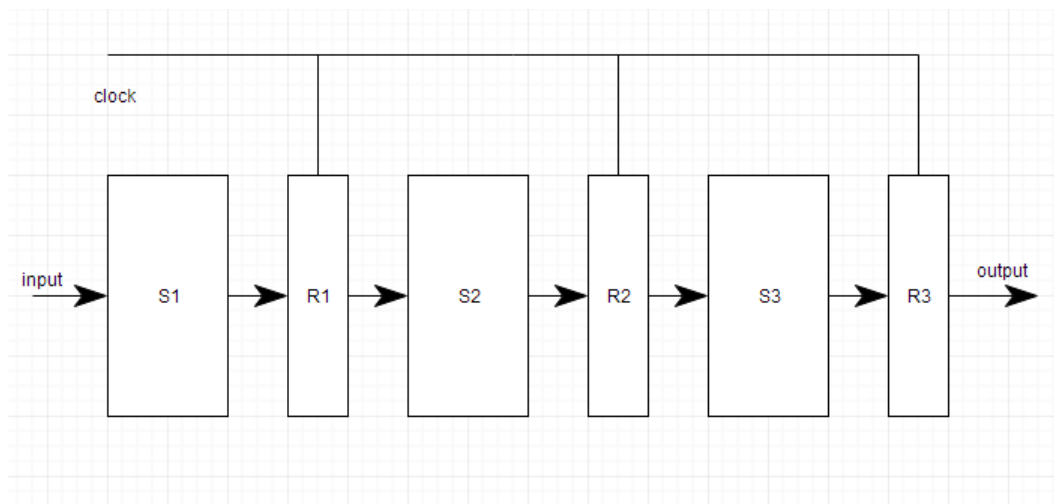 clock
input
S1
R1
S2
R2
S3
R3
output